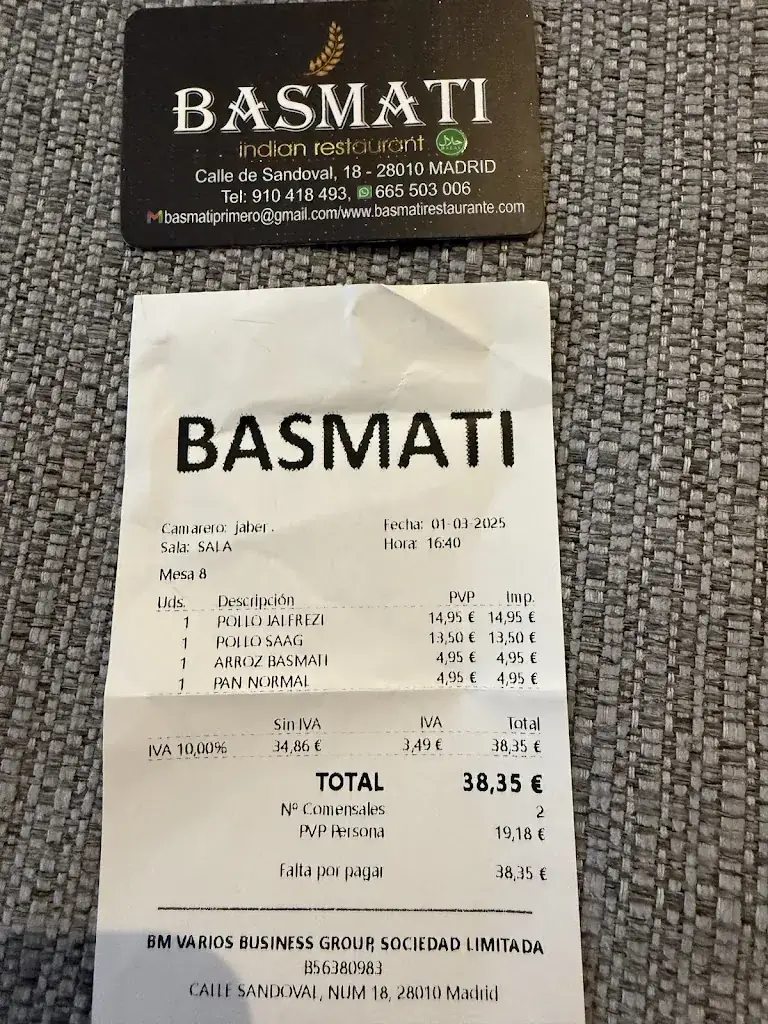 BASMATI
indian restaurant حلال HALAL
Calle de Sandoval, 18 - 28010 MADRID
Tel: 910 418 493, 665 503 006
basmatiprimero@gmail.com/www.basmatirestaurante.com
BASMATI
Camarero: jaber . Fecha: 01-03-2025
Sala: SALA Hora: 16:40
Mesa 8
Uds. Descripción PVP Imp.
1 POLLO JALFREZI 14,95 € 14,95 €
1 POLLO SAAG 13,50 € 13,50 €
1 ARROZ BASMATI 4,95 € 4,95 €
1 PAN NORMAL 4,95 € 4,95 €
Sin IVA IVA Total
IVA 10,00% 34,86 € 3,49 € 38,35 €
TOTAL 38,35 €
Nº Comensales 2
PVP Persona 19,18 €
Falta por pagar 38,35 €
BM VARIOS BUSINESS GROUP, SOCIEDAD LIMITADA
B56380983
CALLE SANDOVAL, NUM 18, 28010 Madrid